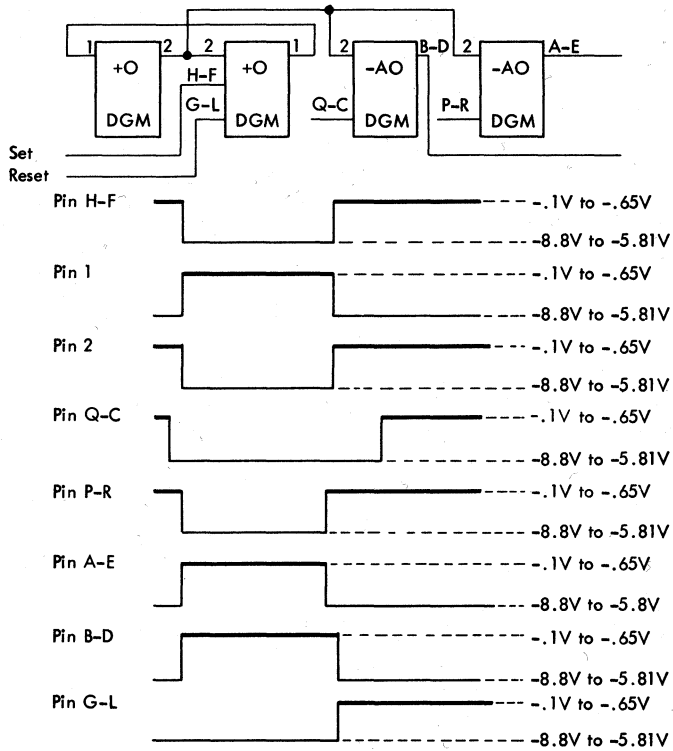 1 2 2 1 2 B-D 2 A-E
+O +O -AO -AO
H-F
G-L Q-C P-R
DGM DGM DGM DGM
Set
Reset
Pin H-F -.1V to -.65V
-8.8V to -5.81V
Pin 1 -.1V to -.65V
-8.8V to -5.81V
Pin 2 -.1V to -.65V
-8.8V to -5.81V
Pin Q-C -.1V to -.65V
-8.8V to -5.81V
Pin P-R -.1V to -.65V
-8.8V to -5.81V
Pin A-E -.1V to -.65V
-8.8V to -5.8V
Pin B-D -.1V to -.65V
-8.8V to -5.81V
Pin G-L -.1V to -.65V
-8.8V to -5.81V